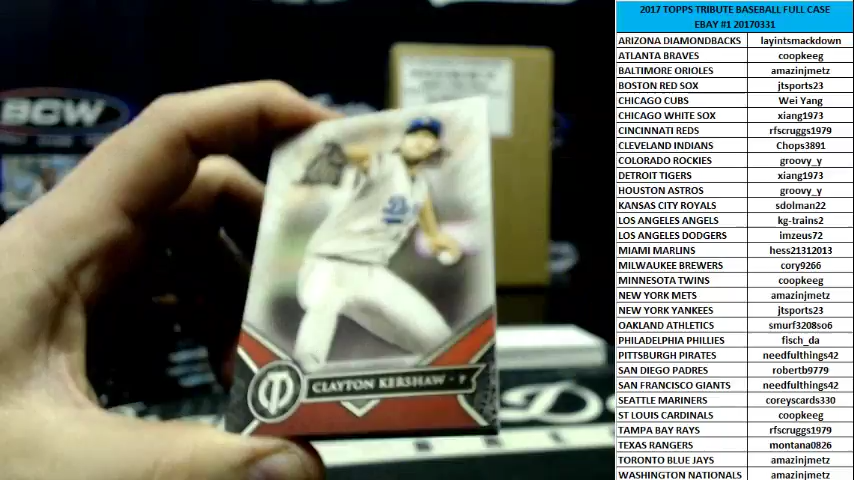 BCW
CLAYTON KERSHAW - P
2017 TOPPS TRIBUTE BASEBALL FULL CASE
EBAY #1 20170331
ARIZONA DIAMONDBACKS layintsmackdown
ATLANTA BRAVES coopkeeg
BALTIMORE ORIOLES amazinjmetz
BOSTON RED SOX jtsports23
CHICAGO CUBS Wei Yang
CHICAGO WHITE SOX xiang1973
CINCINNATI REDS rfscruggs1979
CLEVELAND INDIANS Chops3891
COLORADO ROCKIES groovy_y
DETROIT TIGERS xiang1973
HOUSTON ASTROS groovy_y
KANSAS CITY ROYALS sdolman22
LOS ANGELES ANGELS kg-trains2
LOS ANGELES DODGERS imzeus72
MIAMI MARLINS hess21312013
MILWAUKEE BREWERS cory9266
MINNESOTA TWINS coopkeeg
NEW YORK METS amazinjmetz
NEW YORK YANKEES jtsports23
OAKLAND ATHLETICS smurf3208so6
PHILADELPHIA PHILLIES fisch_da
PITTSBURGH PIRATES needfulthings42
SAN DIEGO PADRES robertb9779
SAN FRANCISCO GIANTS needfulthings42
SEATTLE MARINERS coreyscards330
ST LOUIS CARDINALS coopkeeg
TAMPA BAY RAYS rfscruggs1979
TEXAS RANGERS montana0826
TORONTO BLUE JAYS amazinjmetz
WASHINGTON NATIONALS amazinjmetz